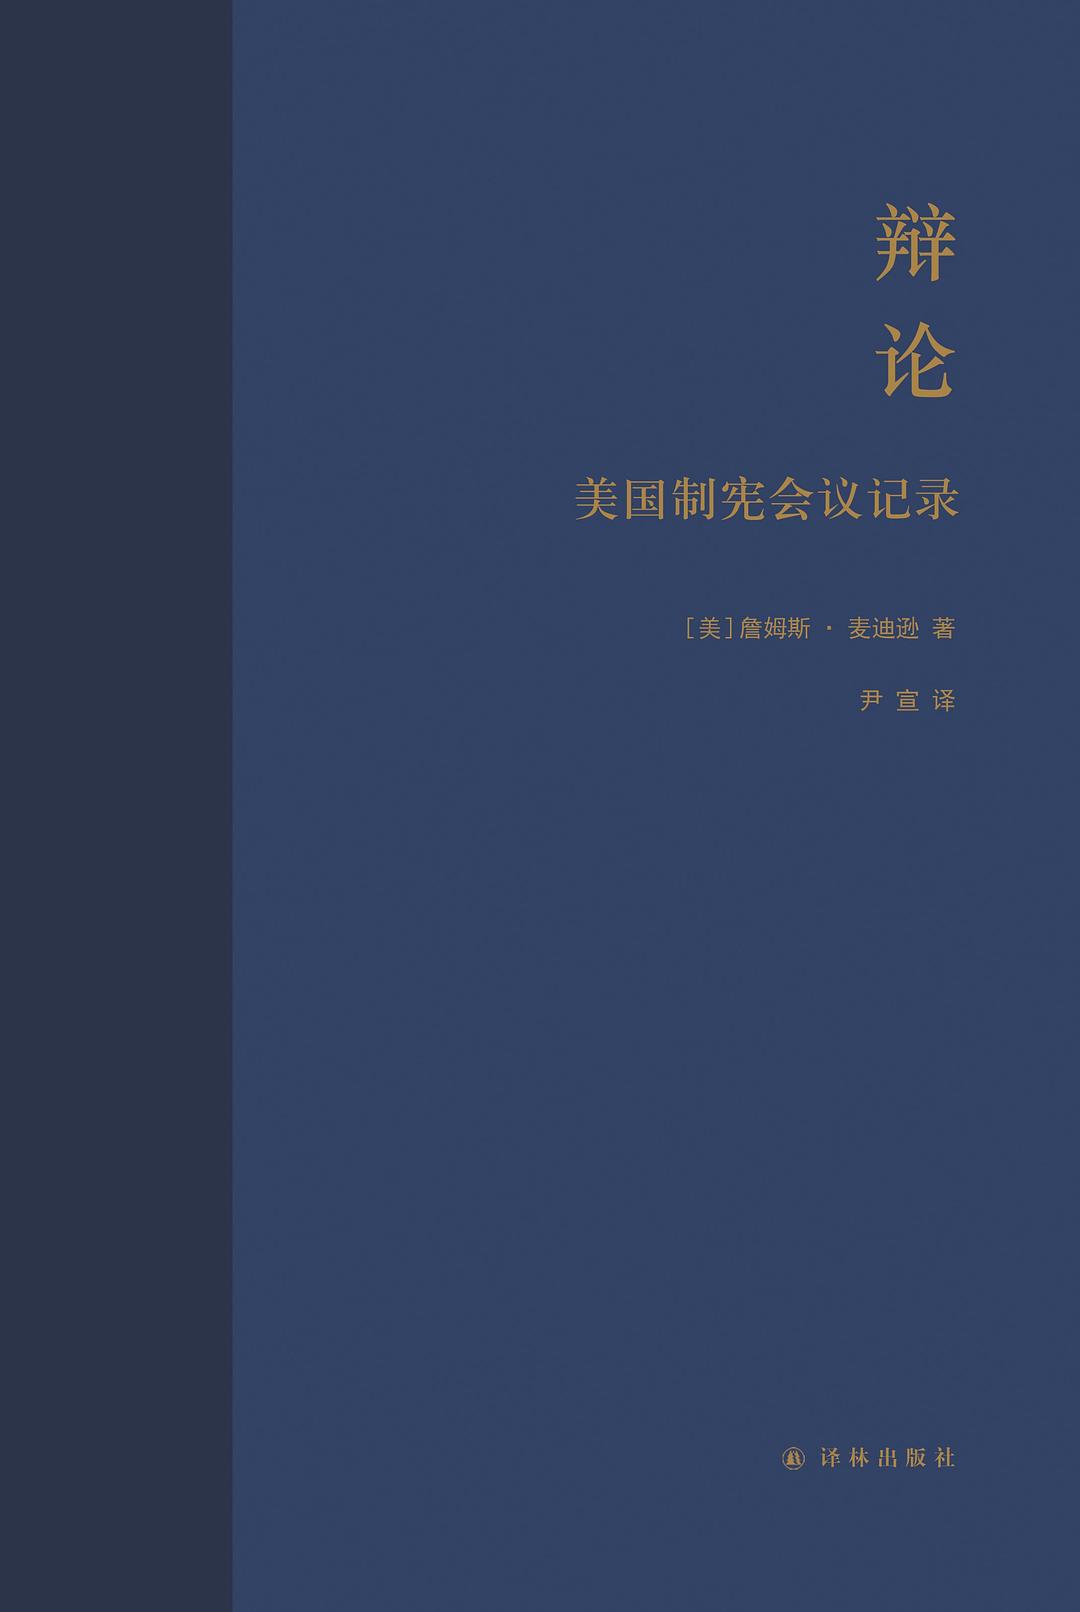 辩论
美国制宪会议记录
［美］詹姆斯·麦迪逊 著
尹宣 译
译林出版社